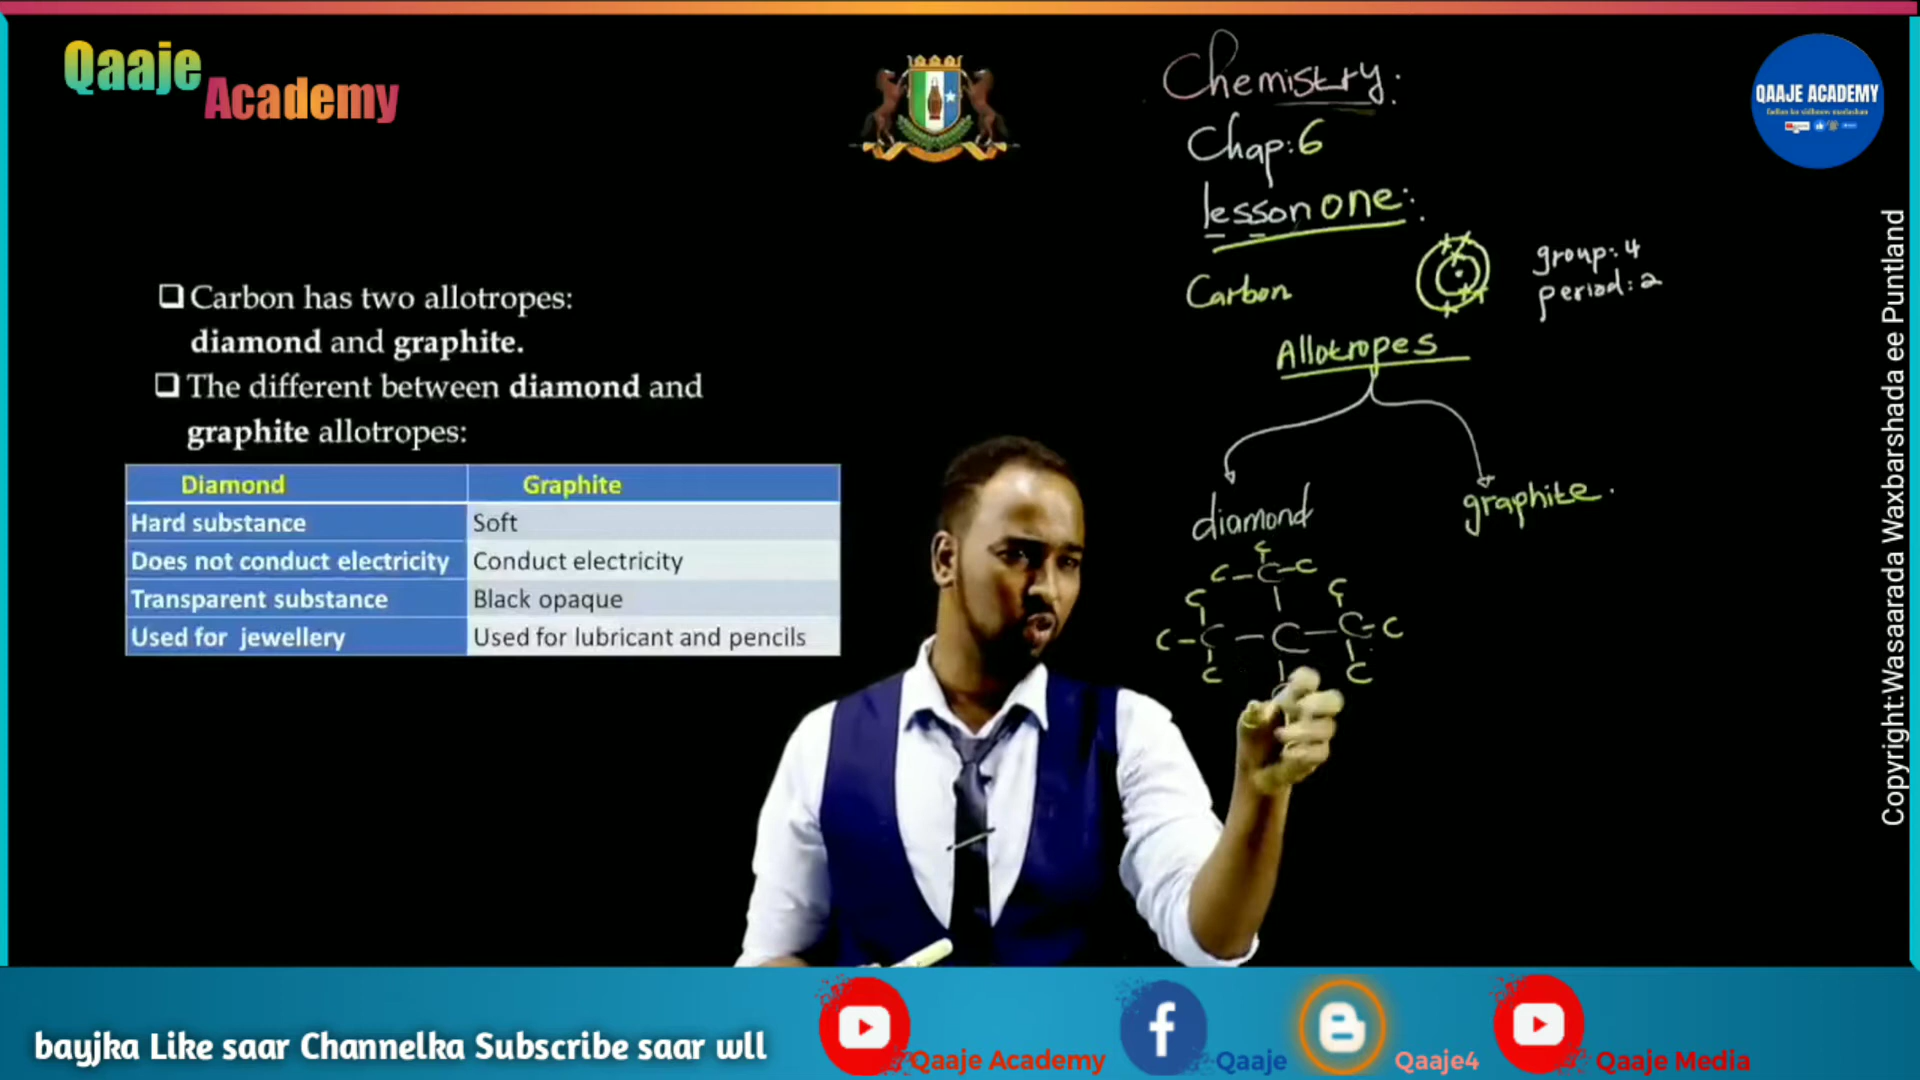 Qaaje
Academy
Chemistry:
Chap:6
lesson one:
Carbon
group: 4
period: 2
Allotropes
diamond
graphite.
C
C-C-C
C
C
C-C-C-C-C
C
C
QAAJE ACADEMY
❑ Carbon has two allotropes:
diamond and graphite.
❑ The different between diamond and
graphite allotropes:
Diamond Graphite
Hard substance Soft
Does not conduct electricity Conduct electricity
Transparent substance Black opaque
Used for jewellery Used for lubricant and pencils
Copyright:Wasaarada Waxbarshada ee Puntland
bayjka Like saar Channelka Subscribe saar wll
Qaaje Academy
Qaaje
Qaaje4
Qaaje Media